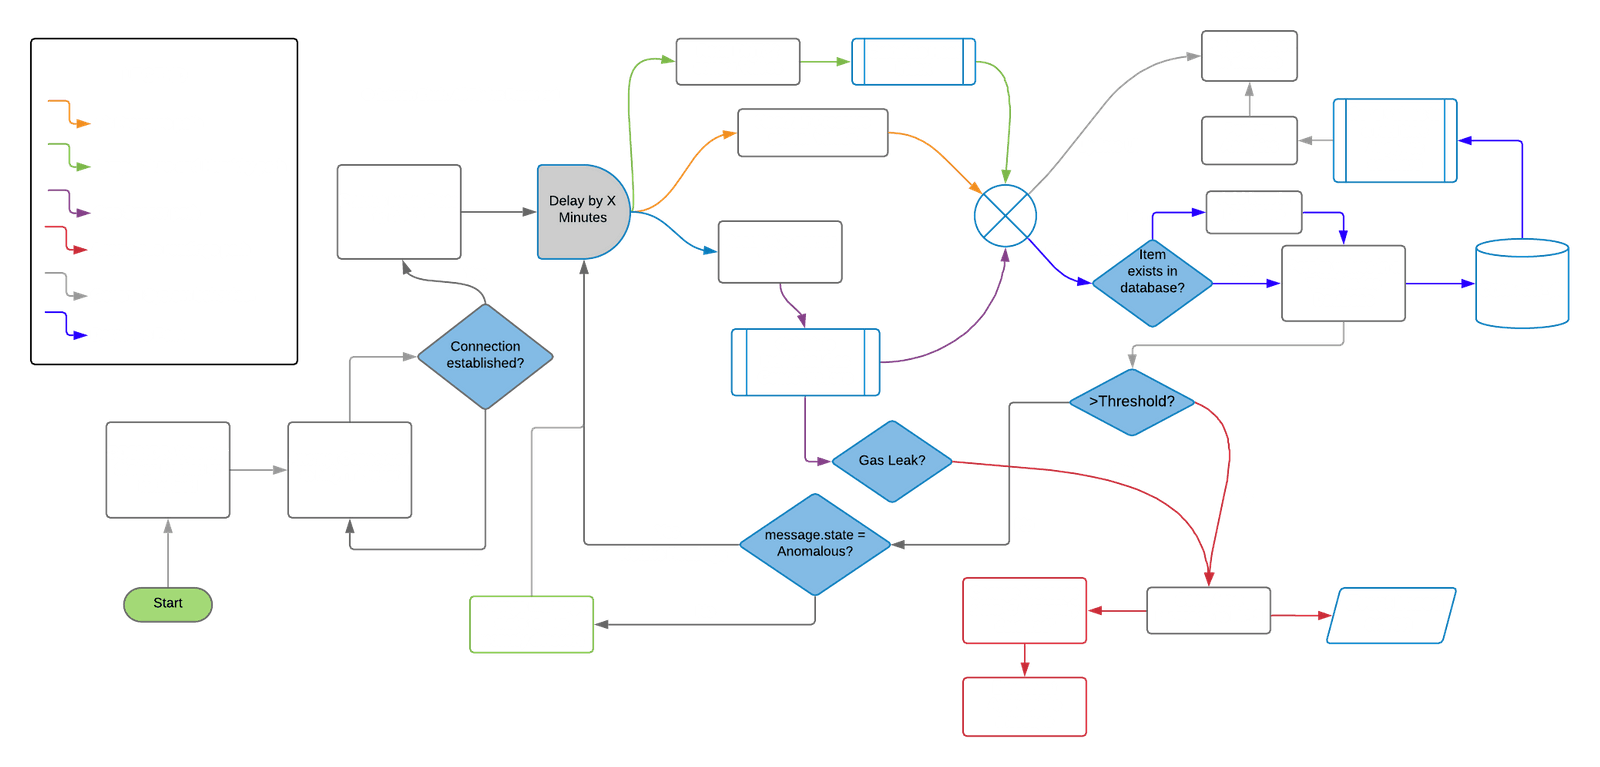 Delay by X
Minutes
Item
exists in
database?
Connection
established?
>Threshold?
Gas Leak?
message.state =
Anomalous?
Start